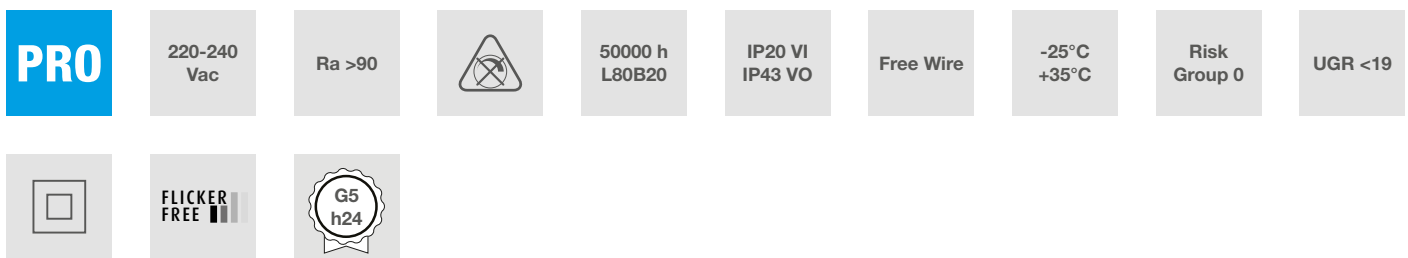 PRO
220-240
Vac
Ra >90
50000 h
L80B20
IP20 VI
IP43 VO
Free Wire
-25°C
+35°C
Risk
Group 0
UGR <19
FLICKER
FREE
G5
h24